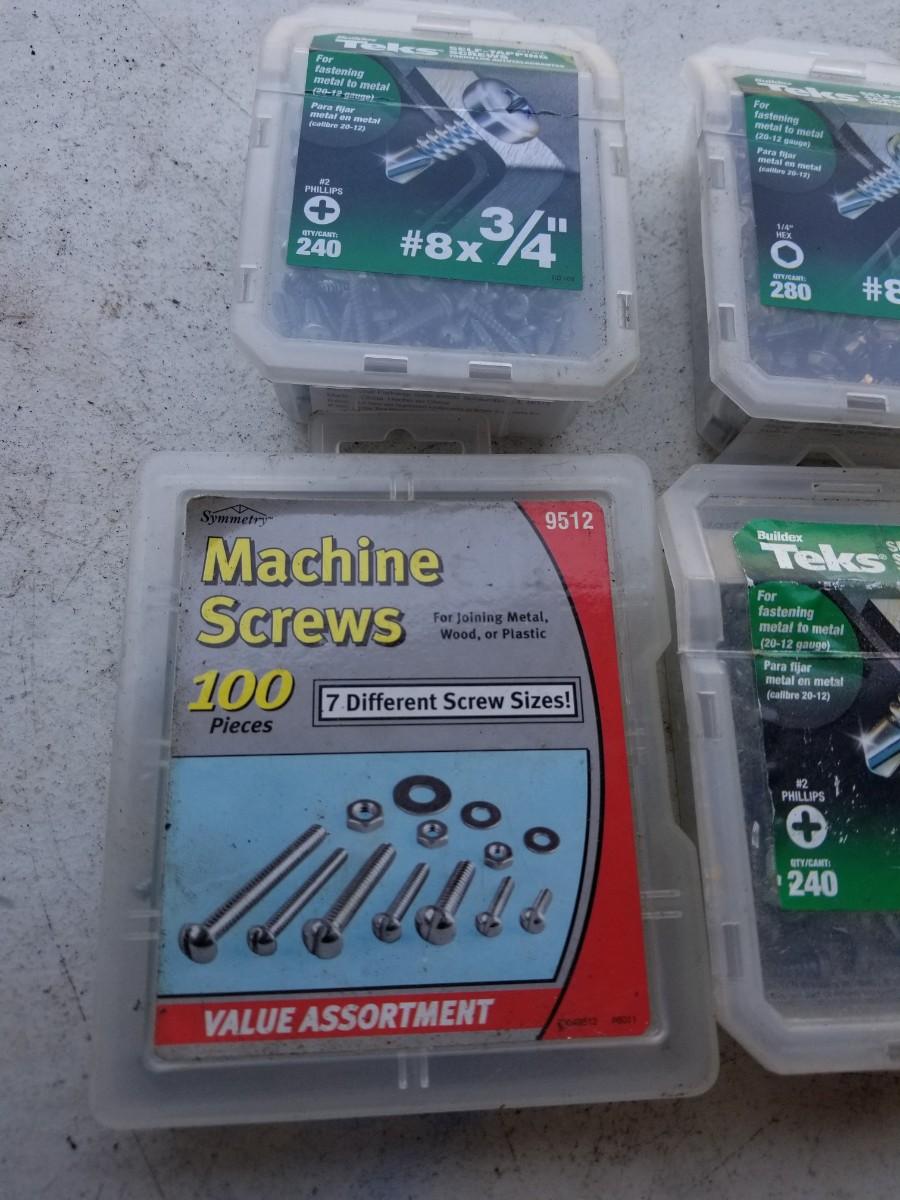 Buildex
Teks® SELF-TAPPING
SCREWS
For
fastening
metal to metal
(20-12 gauge)
Para fijar
metal en metal
(calibre 20-12)
#2
PHILLIPS
QTY/CANT:
240
#8 x 3/4"
Buildex
Teks
For
fastening
metal to metal
(20-12 gauge)
Para fijar
metal en metal
(calibre 20-12)
1/4"
HEX
QTY/CANT:
280
#8
Symmetry™
9512
Machine
Screws
For Joining Metal,
Wood, or Plastic
100
Pieces
7 Different Screw Sizes!
VALUE ASSORTMENT
Buildex
Teks®
For
fastening
metal to metal
(20-12 gauge)
Para fijar
metal en metal
(calibre 20-12)
#2
PHILLIPS
QTY/CANT:
240